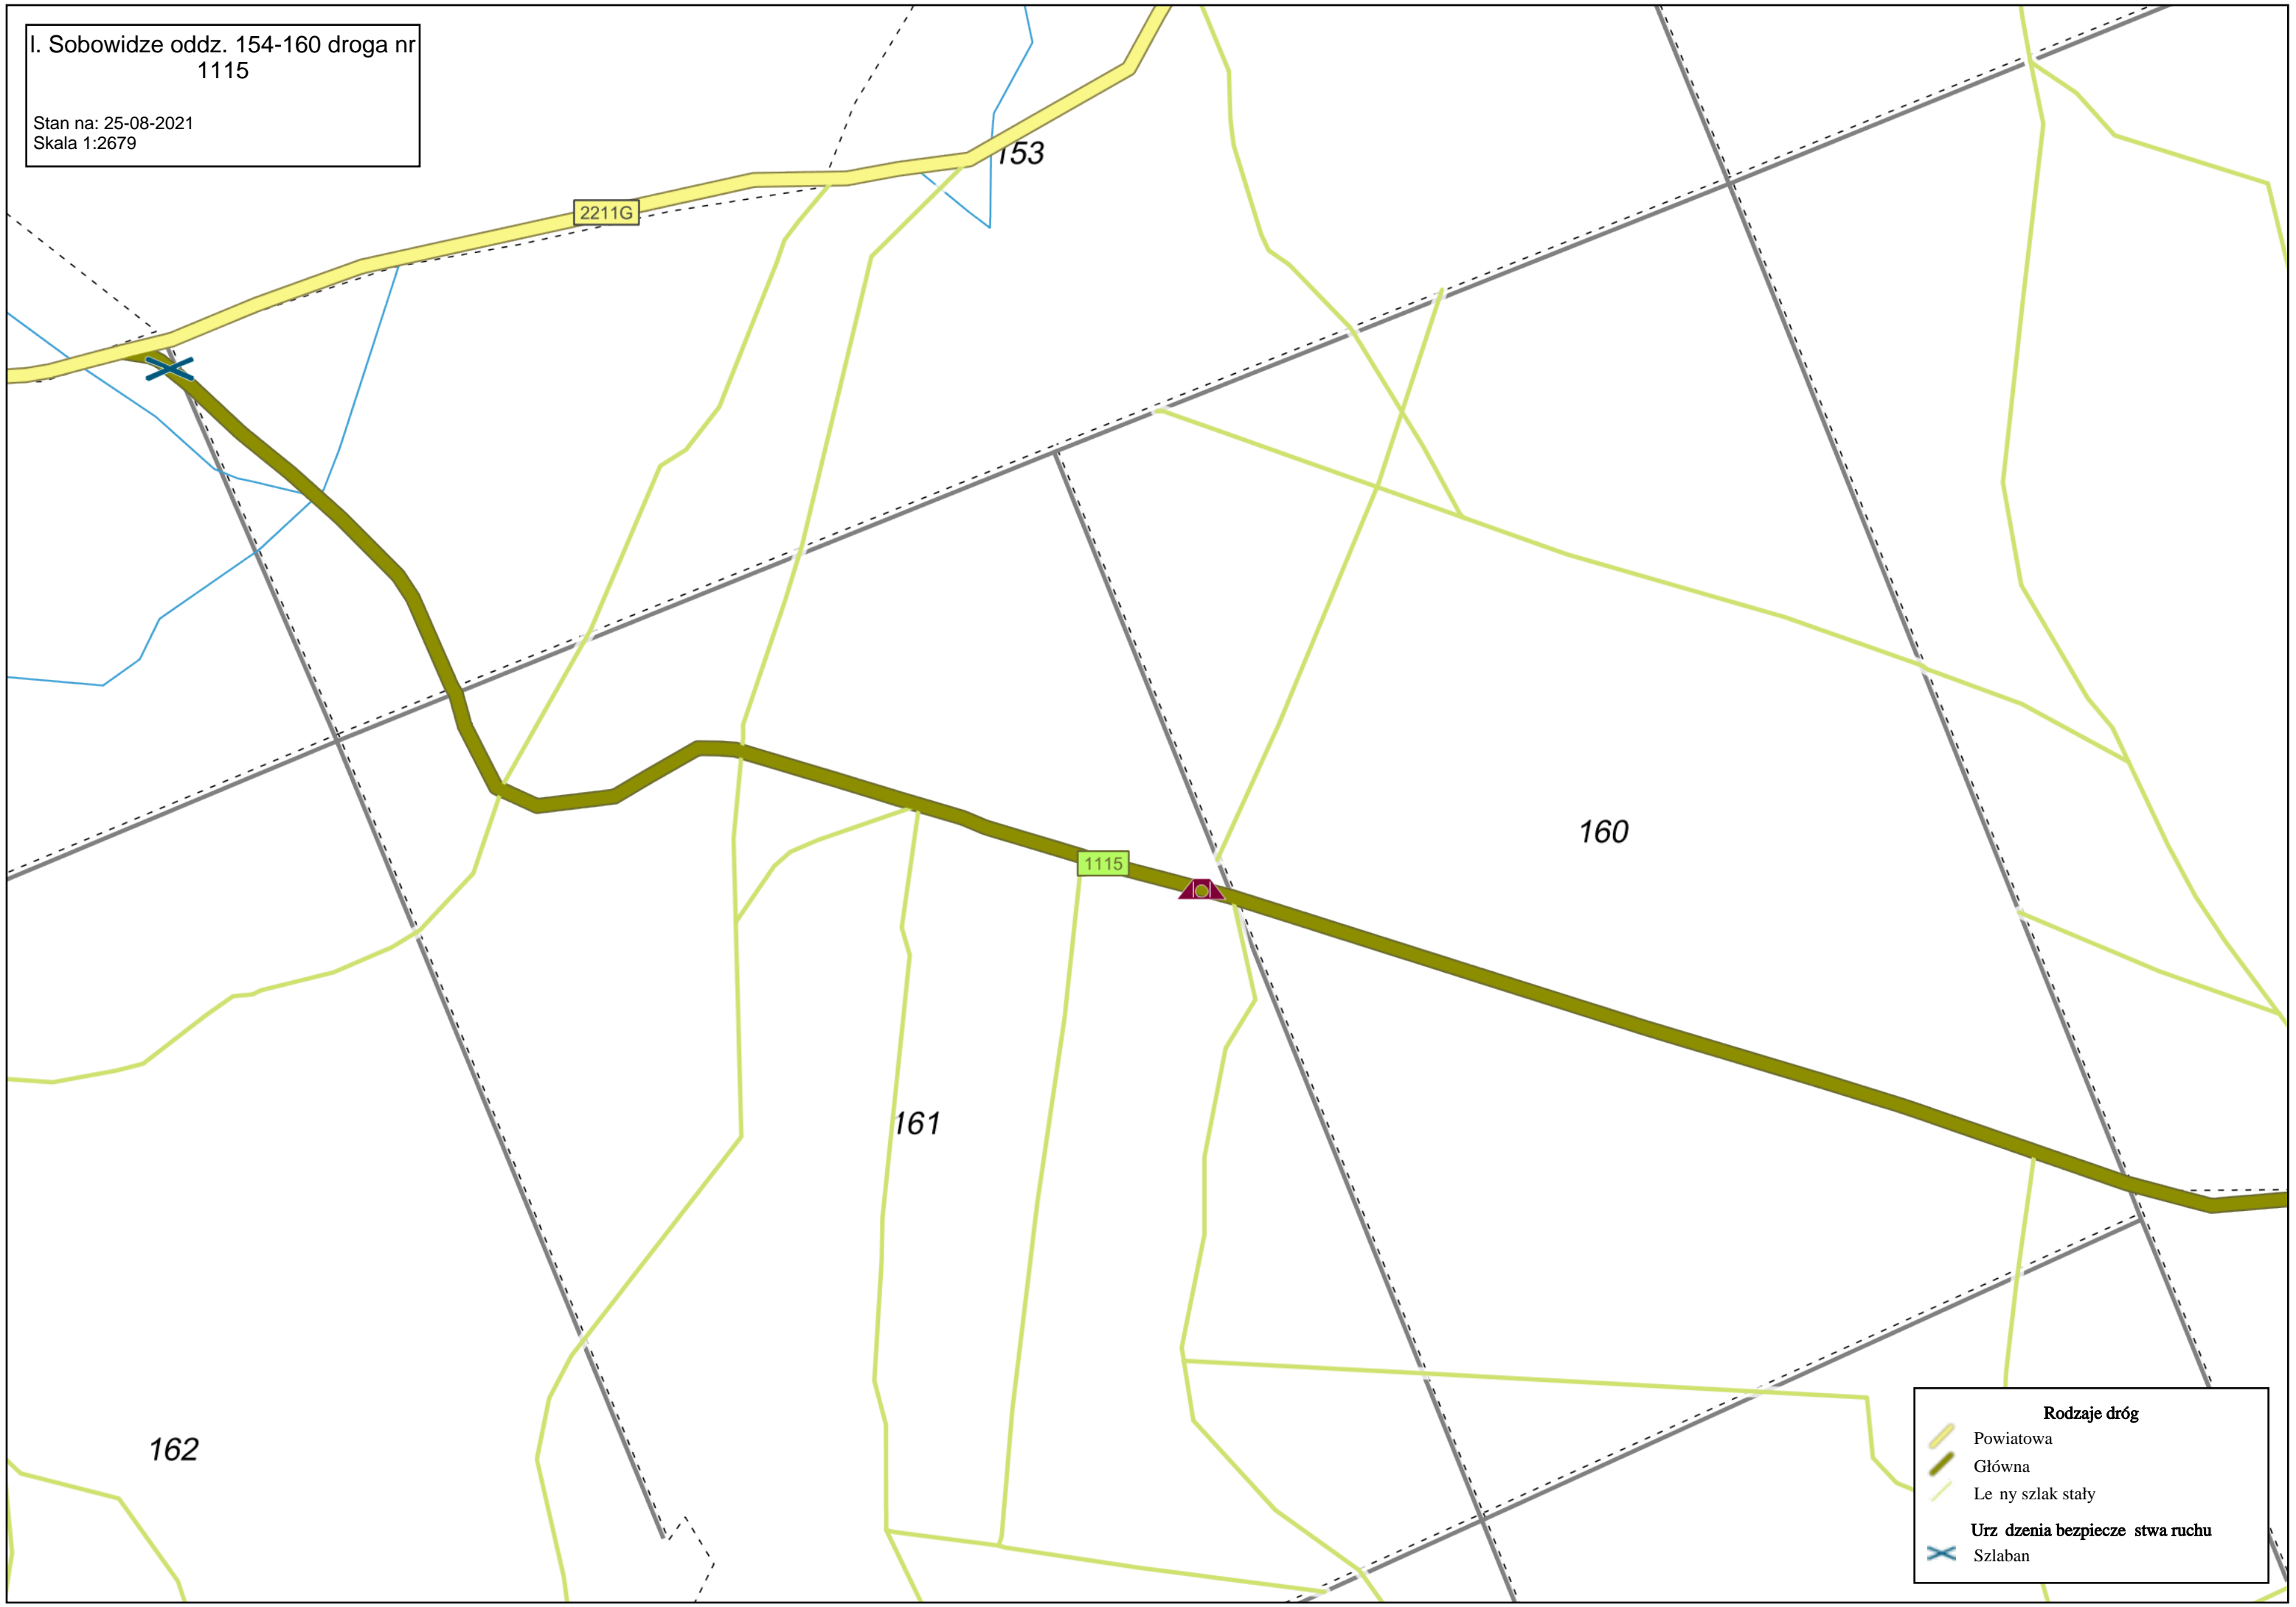 l. Sobowidze oddz. 154-160 droga nr
1115
Stan na: 25-08-2021
Skala 1:2679
153
2211G
160
1115
161
162
Rodzaje dróg
Powiatowa
Główna
Le ny szlak stały
Urz dzenia bezpiecze stwa ruchu
Szlaban